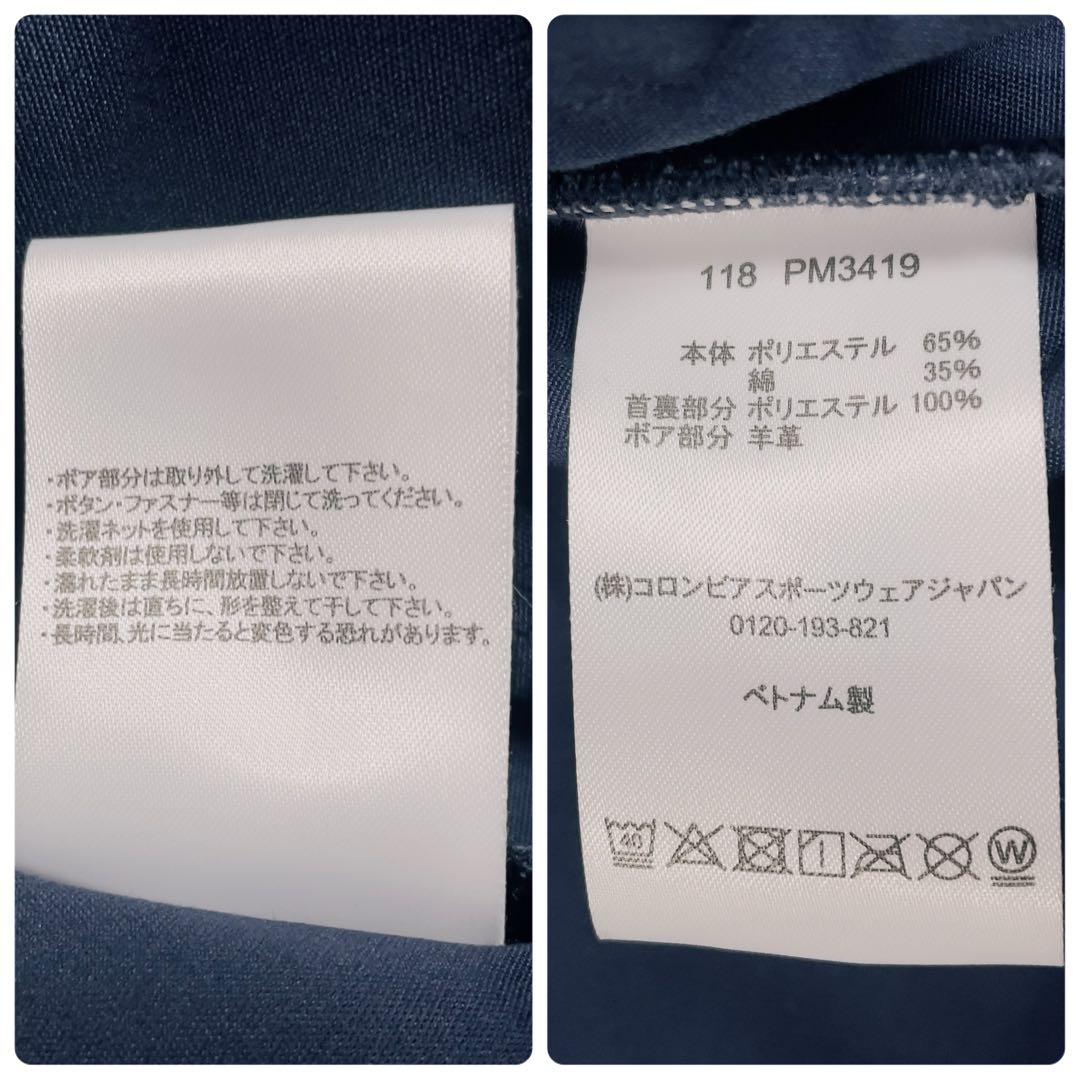 ・ボア部分は取り外して洗濯して下さい。
・ボタン・ファスナー等は閉じて洗ってください。
・洗濯ネットを使用して下さい。
・柔軟剤は使用しないで下さい。
・濡れたまま長時間放置しないで下さい。
・洗濯後は直ちに、形を整えて干して下さい。
・長時間、光に当たると変色する恐れがあります。
118 PM3419
本体 ポリエステル 65%
綿 35%
首裏部分 ポリエステル 100%
ボア部分 羊革
(株)コロンビアスポーツウェアジャパン
0120-193-821
ベトナム製
40 W